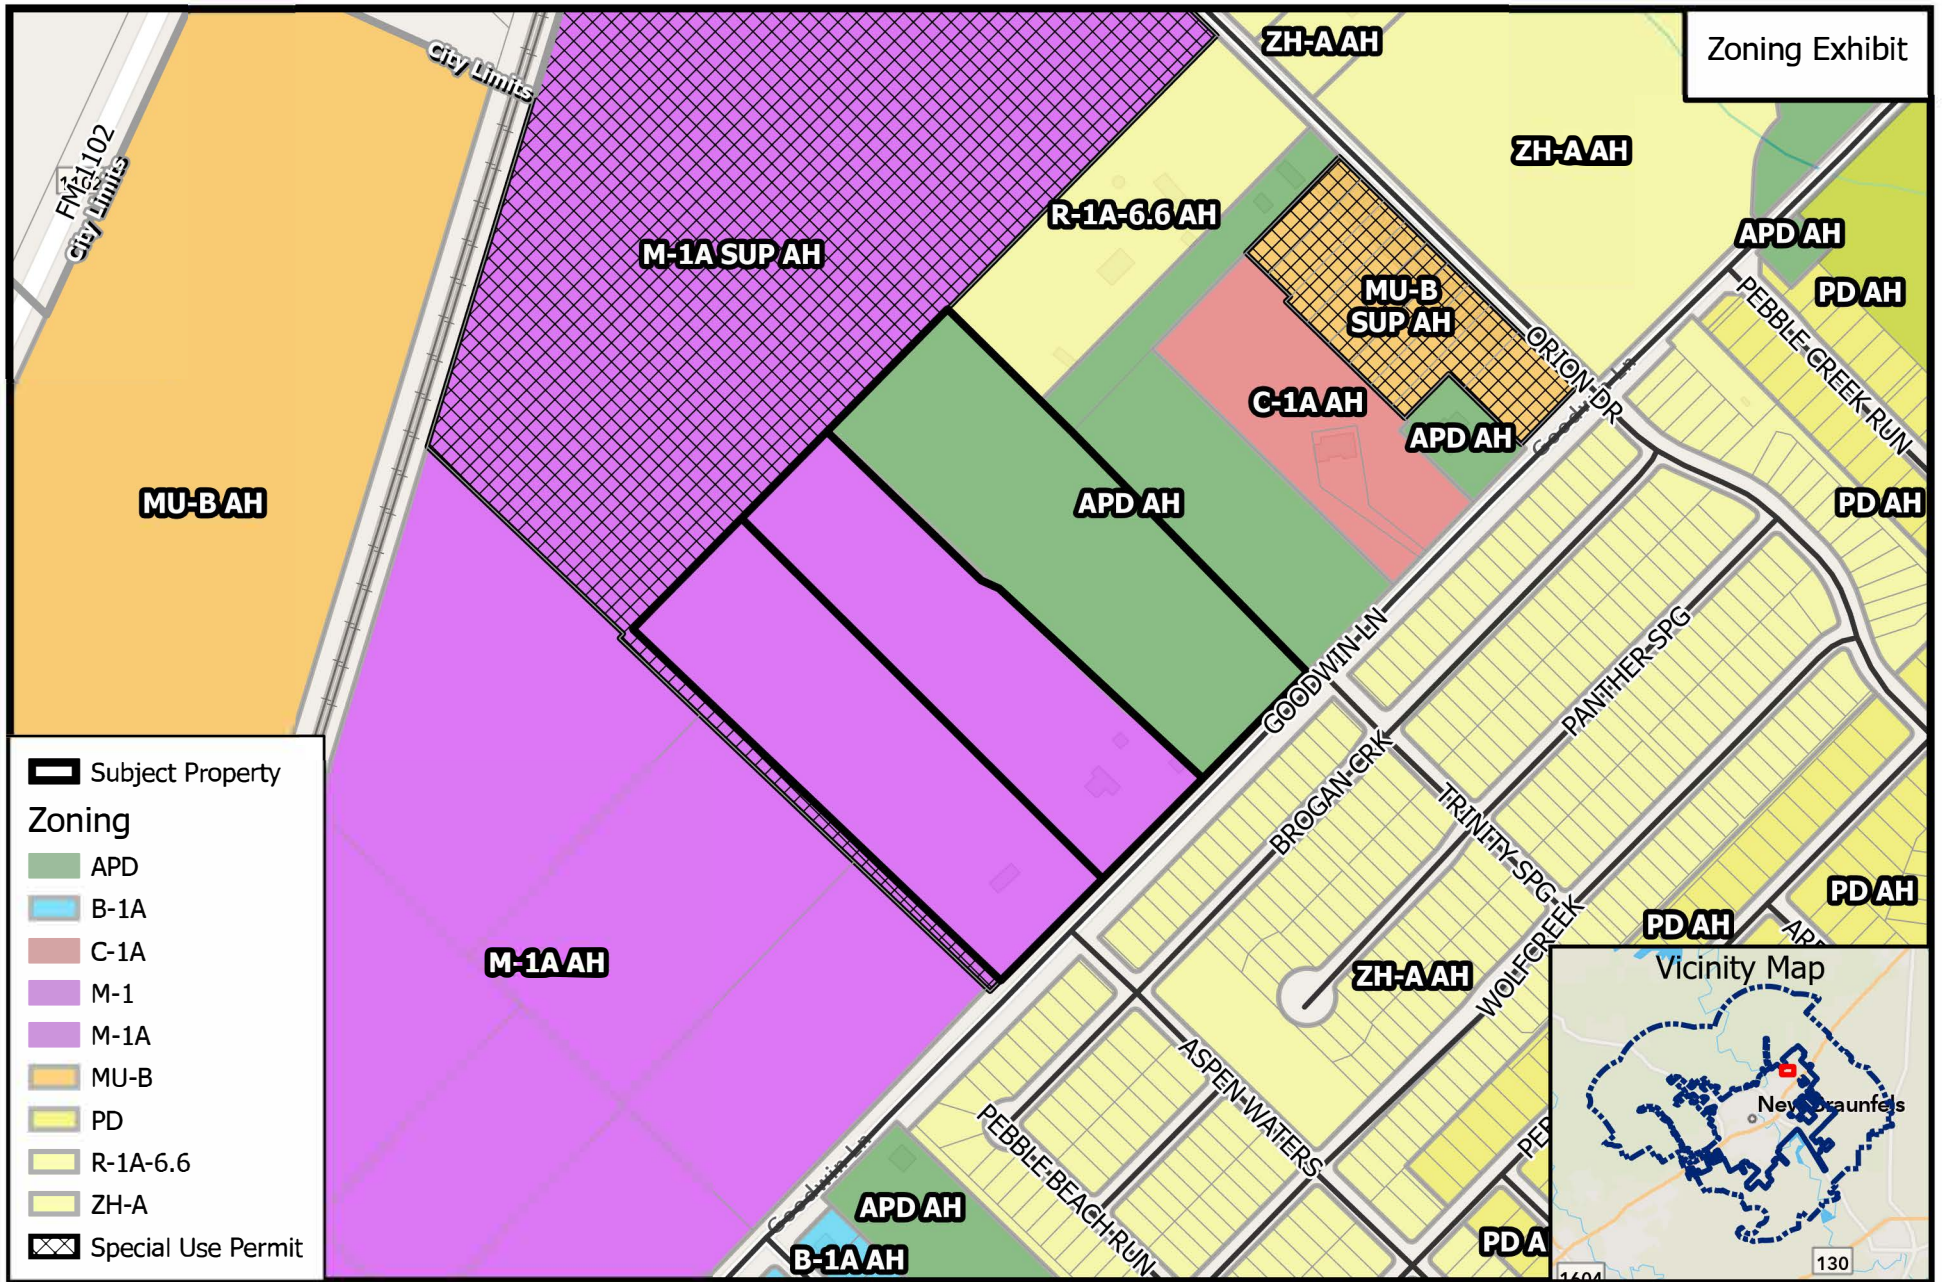 Zoning Exhibit
City Limits
ZH-A AH
ZH-A AH
FM 1102
City Limits
R-1A-6.6 AH
M-1A SUP AH
APD AH
MU-B
SUP AH
PD AH
PEBBLE CREEK RUN
ORION DR
Goodwin Ln
C-1A AH
APD AH
MU-B AH
APD AH
PD AH
GOODWIN LN
PANTHER SPG
BROGAN CRK
TRINITY SPG
WOLFCREEK
PD AH
PD AH
M-1A AH
ZH-A AH
ASPEN WATERS
PEBBLE BEACH RUN
Goodwin Ln
APD AH
B-1A AH
PD A
Subject Property
Zoning
APD
B-1A
C-1A
M-1
M-1A
MU-B
PD
R-1A-6.6
ZH-A
Special Use Permit
Vicinity Map
New Braunfels
130
1604